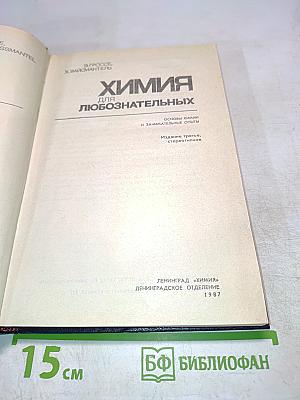 SSMANTEL
Э. ГРОССЕ
Х. ВАЙСМАНТЕЛЬ
ХИМИЯ
ДЛЯ
ЛЮБОЗНАТЕЛЬНЫХ
ОСНОВЫ ХИМИИ
И ЗАНИМАТЕЛЬНЫЕ ОПЫТЫ
Издание третье,
стереотипное
ЛЕНИНГРАД «ХИМИЯ»
ЛЕНИНГРАДСКОЕ ОТДЕЛЕНИЕ
1987
15 СМ
БФ БИБЛИОФАН